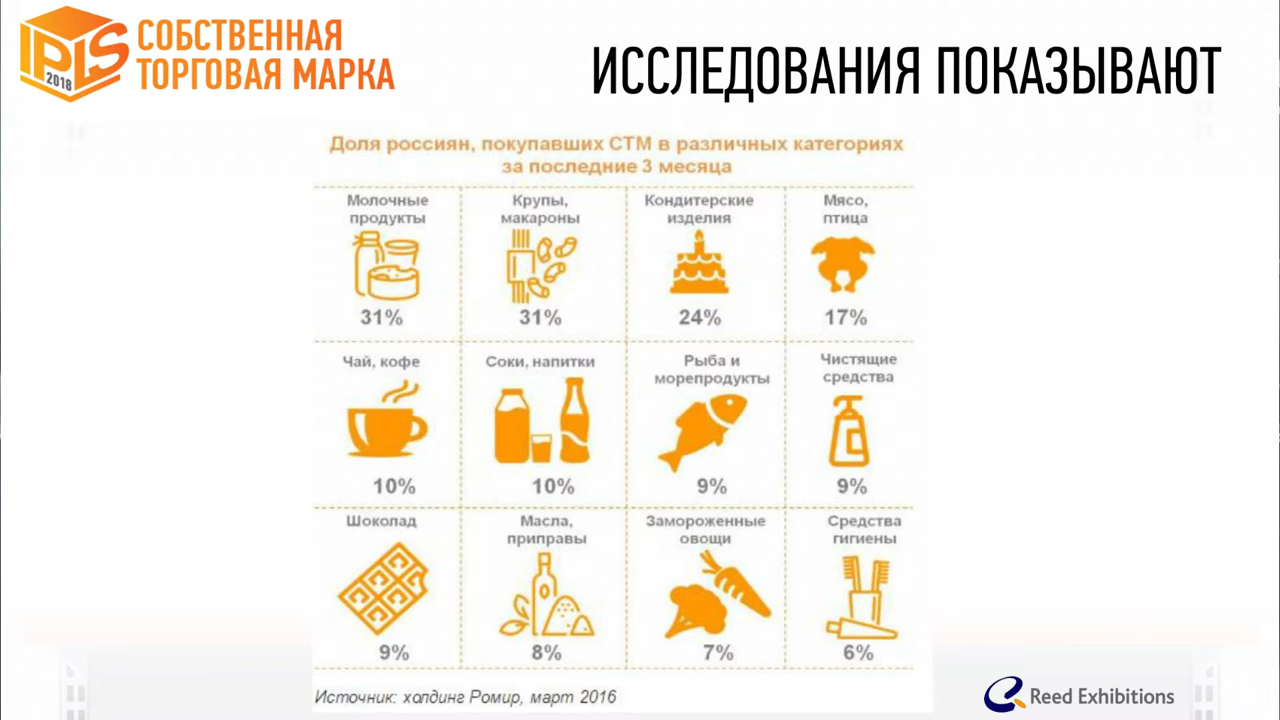 IPLS
2018
СОБСТВЕННАЯ
ТОРГОВАЯ МАРКА
ИССЛЕДОВАНИЯ ПОКАЗЫВАЮТ
Доля россиян, покупавших СТМ в различных категориях
за последние 3 месяца
Молочные
продукты
31%
Крупы,
макароны
31%
Кондитерские
изделия
24%
Мясо,
птица
17%
Чай, кофе
10%
Соки, напитки
10%
Рыба и
морепродукты
9%
Чистящие
средства
9%
Шоколад
9%
Масла,
приправы
8%
Замороженные
овощи
7%
Средства
гигиены
6%
Источник: холдинг Ромир, март 2016
Reed Exhibitions